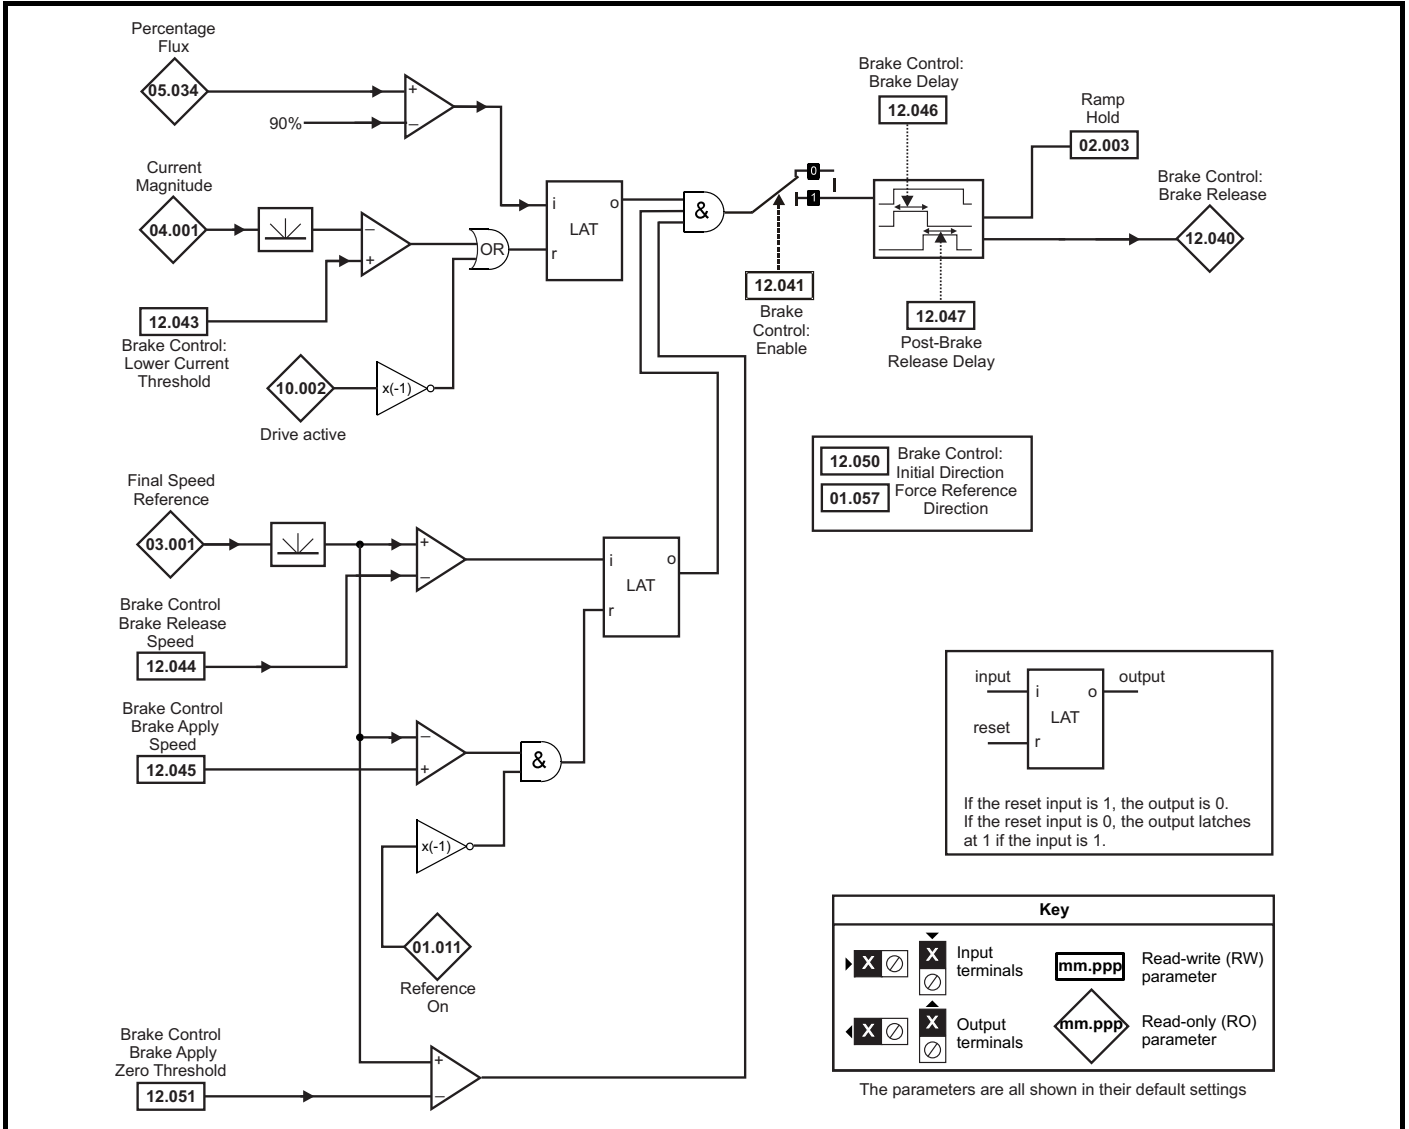 Percentage
Flux
05.034
+
90%
–
Current
Magnitude
04.001
–
+
OR
12.043
Brake Control:
Lower Current
Threshold
10.002
x(-1)
Drive active
i
o
LAT
r
&
0
1
12.041
Brake
Control:
Enable
Brake Control:
Brake Delay
12.046
12.047
Post-Brake
Release Delay
Ramp
Hold
02.003
Brake Control:
Brake Release
12.040
12.050
Brake Control:
Initial Direction
01.057
Force Reference
Direction
Final Speed
Reference
03.001
+
–
Brake Control
Brake Release
Speed
12.044
i
o
LAT
r
Brake Control
Brake Apply
Speed
12.045
–
+
&
x(-1)
01.011
Reference
On
Brake Control
Brake Apply
Zero Threshold
12.051
+
–
input
i
o
output
LAT
reset
r
If the reset input is 1, the output is 0.
If the reset input is 0, the output latches
at 1 if the input is 1.
Key
X
X
Input
terminals
mm.ppp
Read-write (RW)
parameter
X
X
Output
terminals
mm.ppp
Read-only (RO)
parameter
The parameters are all shown in their default settings